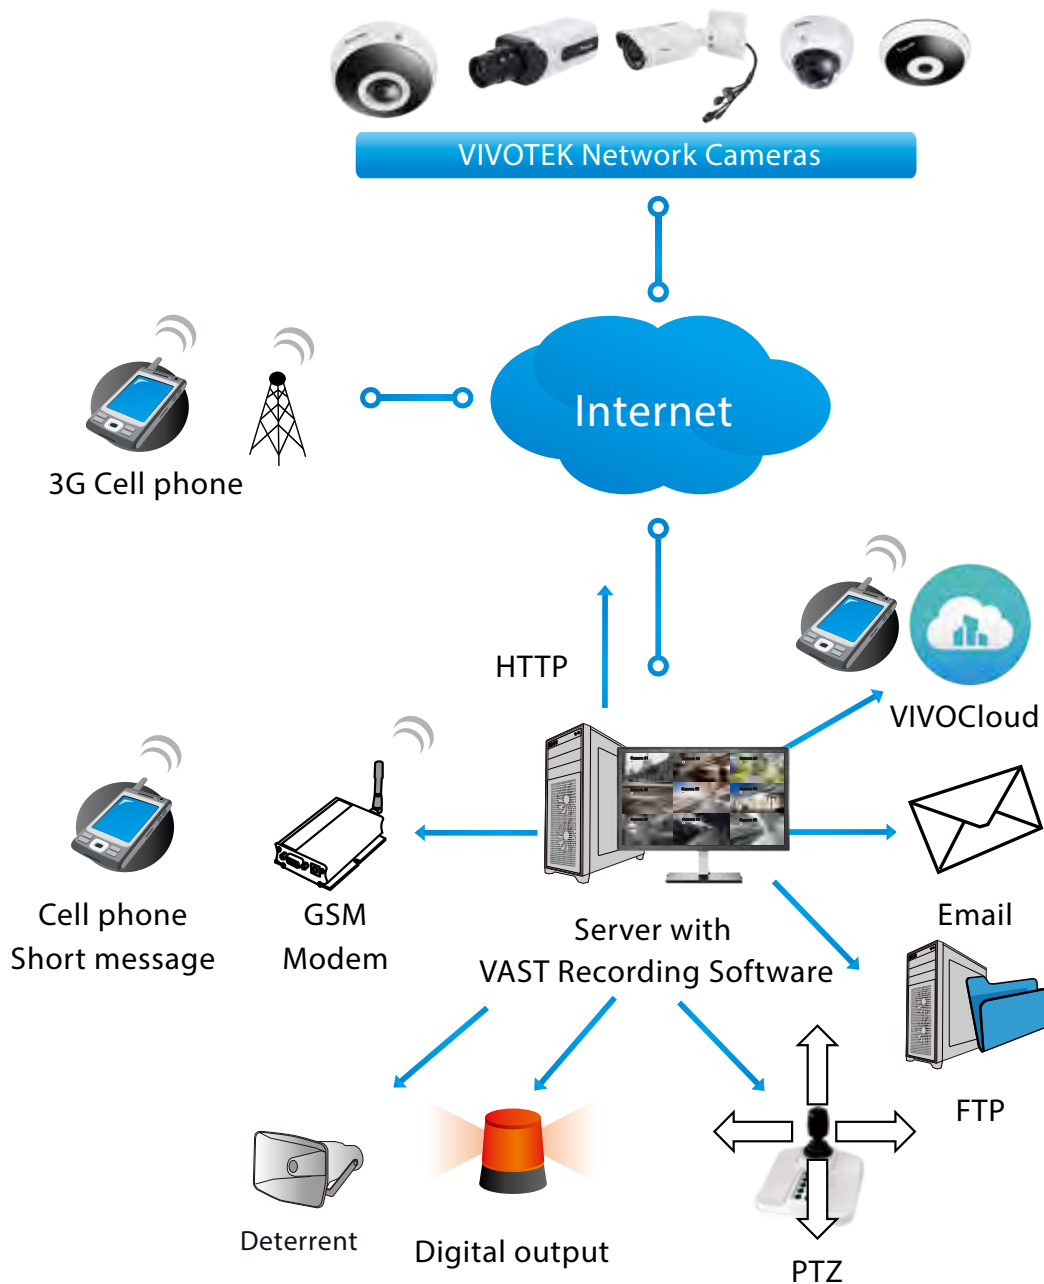 VIVOTEK Network Cameras
Internet
3G Cell phone
HTTP
VIVOCloud
Cell phone
Short message
GSM
Modem
Server with
VAST Recording Software
Email
FTP
Deterrent
Digital output
PTZ